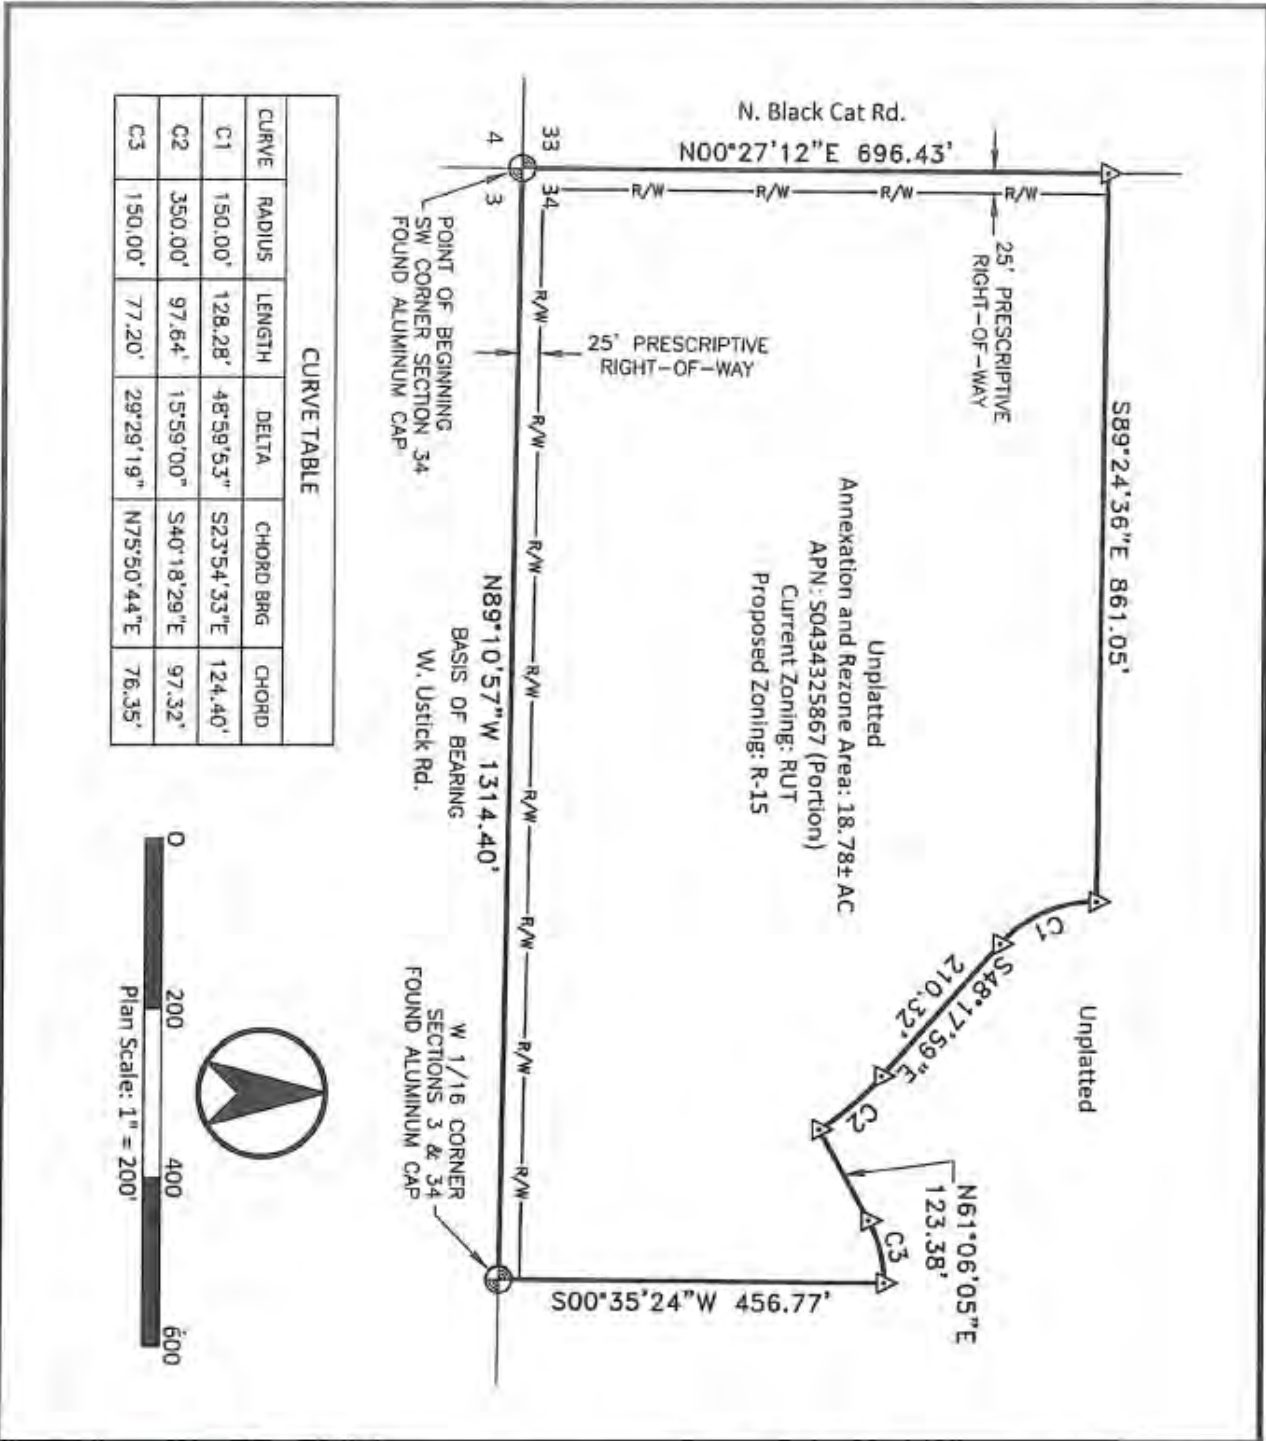 N. Black Cat Rd.
N00°27'12"E 696.43'
R/W R/W R/W R/W
25' PRESCRIPTIVE
RIGHT-OF-WAY
33
34
4
3
POINT OF BEGINNING
SW CORNER SECTION 34
FOUND ALUMINUM CAP
25' PRESCRIPTIVE
RIGHT-OF-WAY
S89°24'36"E 861.05'
Unplatted
Annexation and Rezone Area: 18.78± AC
APN: S0434325867 (Portion)
Current Zoning: RUT
Proposed Zoning: R-15
Unplatted
C1
S48°17'59"E
210.32'
C2
N61°06'05"E
123.38'
C3
S00°35'24"W 456.77'
R/W R/W R/W R/W R/W R/W R/W R/W
N89°10'57"W 1314.40'
BASIS OF BEARING
W. Ustick Rd.
W 1/16 CORNER
SECTIONS 3 & 34
FOUND ALUMINUM CAP
CURVE TABLE
CURVE RADIUS LENGTH DELTA CHORD BRG CHORD
C1 150.00' 128.28' 48°59'53" S23°54'33"E 124.40'
C2 350.00' 97.64' 15°59'00" S40°18'29"E 97.32'
C3 150.00' 77.20' 29°29'19" N75°50'44"E 76.35'
0 200 400 600
Plan Scale: 1" = 200'